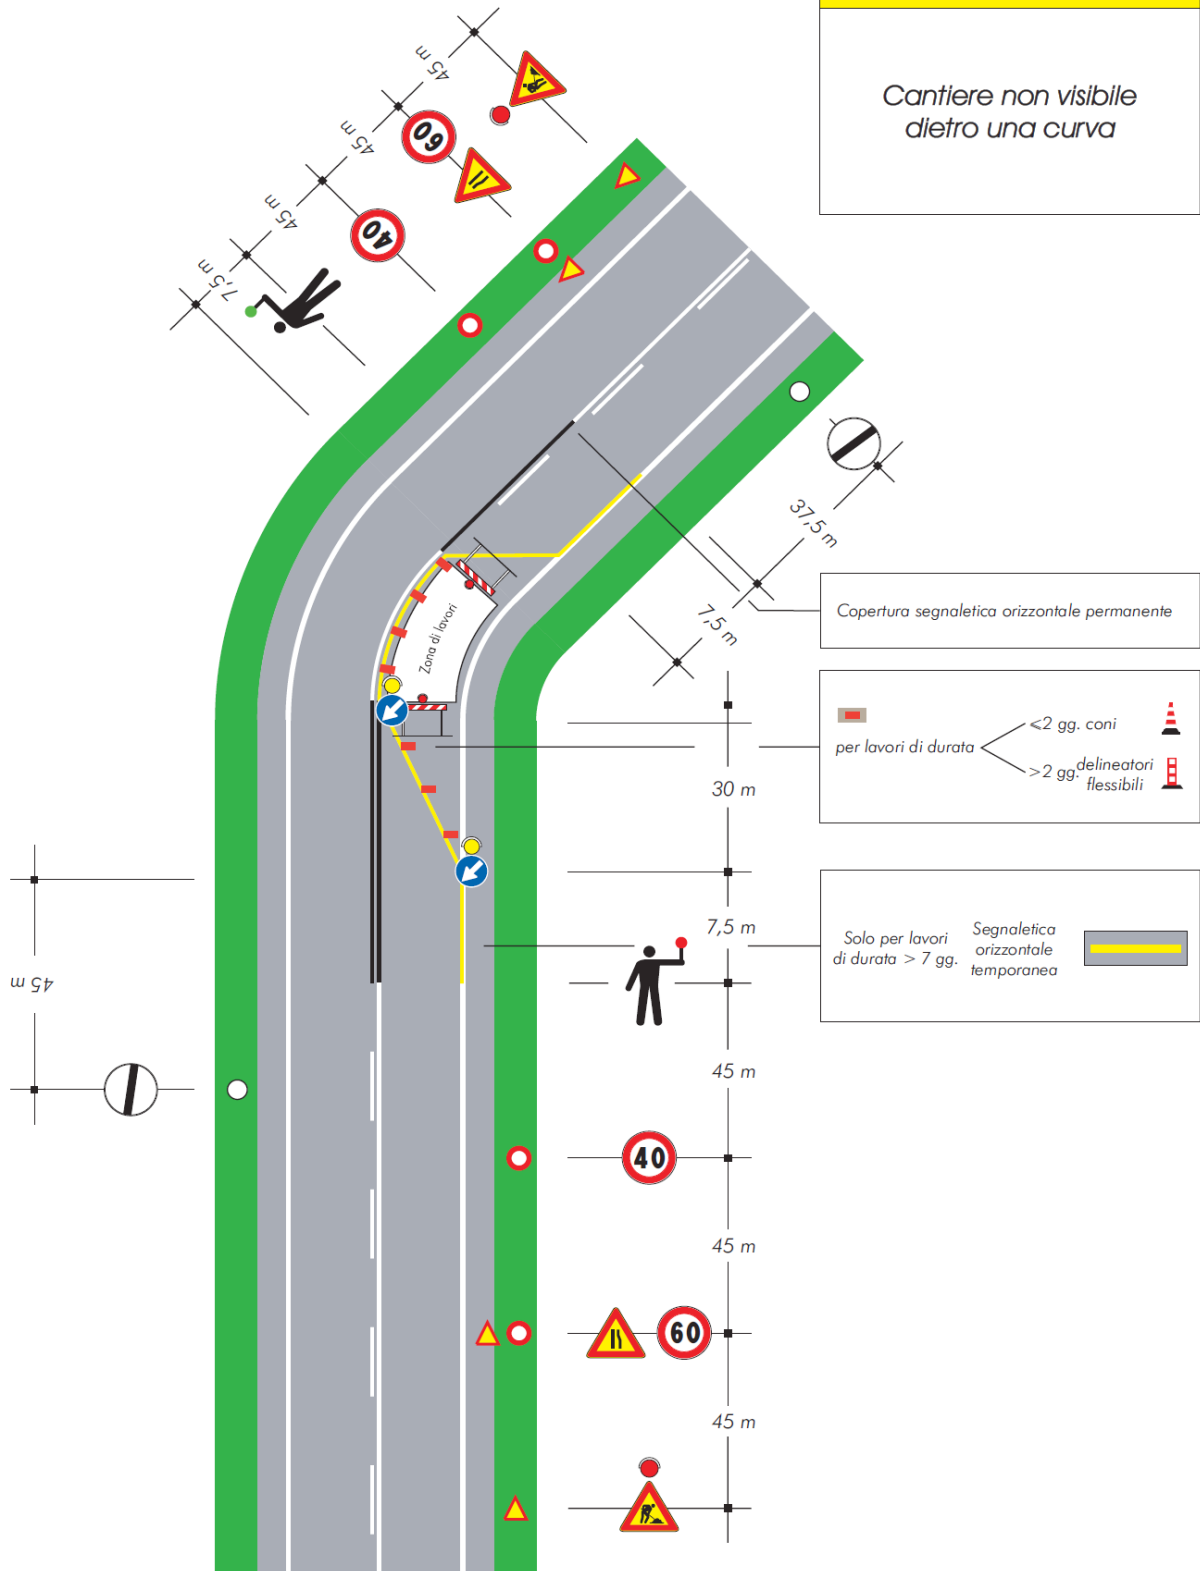 Cantiere non visibile
dietro una curva
45 m
45 m
60
45 m
40
7,5 m
37,5 m
7,5 m
Copertura segnaletica orizzontale permanente
Zona di lavori
per lavori di durata
≤2 gg. coni
>2 gg. delineatori
flessibili
30 m
7,5 m
Solo per lavori
di durata > 7 gg.
Segnaletica
orizzontale
temporanea
45 m
45 m
40
45 m
60
45 m